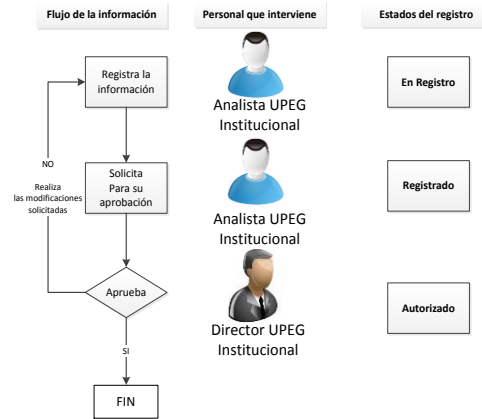 Flujo de la información
Personal que interviene
Estados del registro
Registra la
información
Analista UPEG
Institucional
En Registro
NO
Realiza
las modificaciones
solicitadas
Solicita
Para su
aprobación
Analista UPEG
Institucional
Registrado
Aprueba
Director UPEG
Institucional
Autorizado
SI
FIN